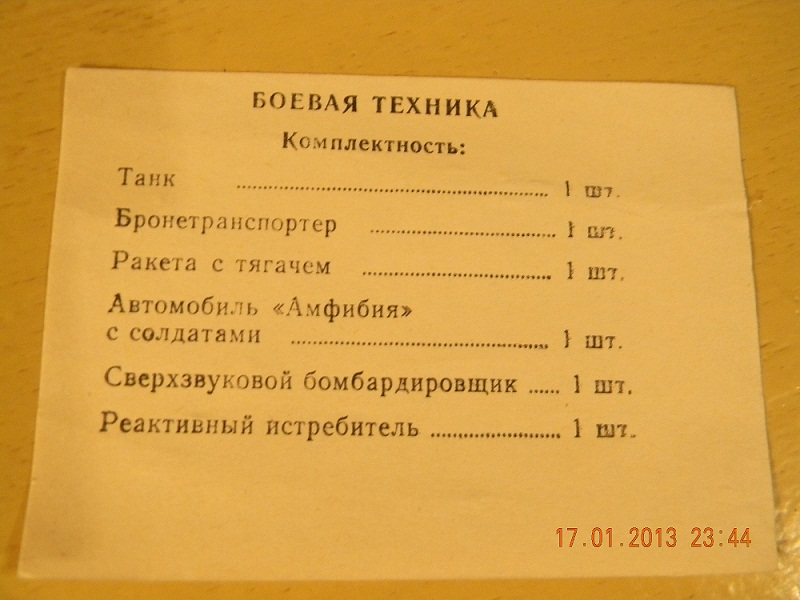 БОЕВАЯ ТЕХНИКА
Комплектность:
Танк ........................ 1 шт.
Бронетранспортер ........................ 1 шт.
Ракета с тягачем ........................ 1 шт.
Автомобиль «Амфибия»
с солдатами ........................ 1 шт.
Сверхзвуковой бомбардировщик ...... 1 шт.
Реактивный истребитель ........................ 1 шт.
17.01.2013 23:44